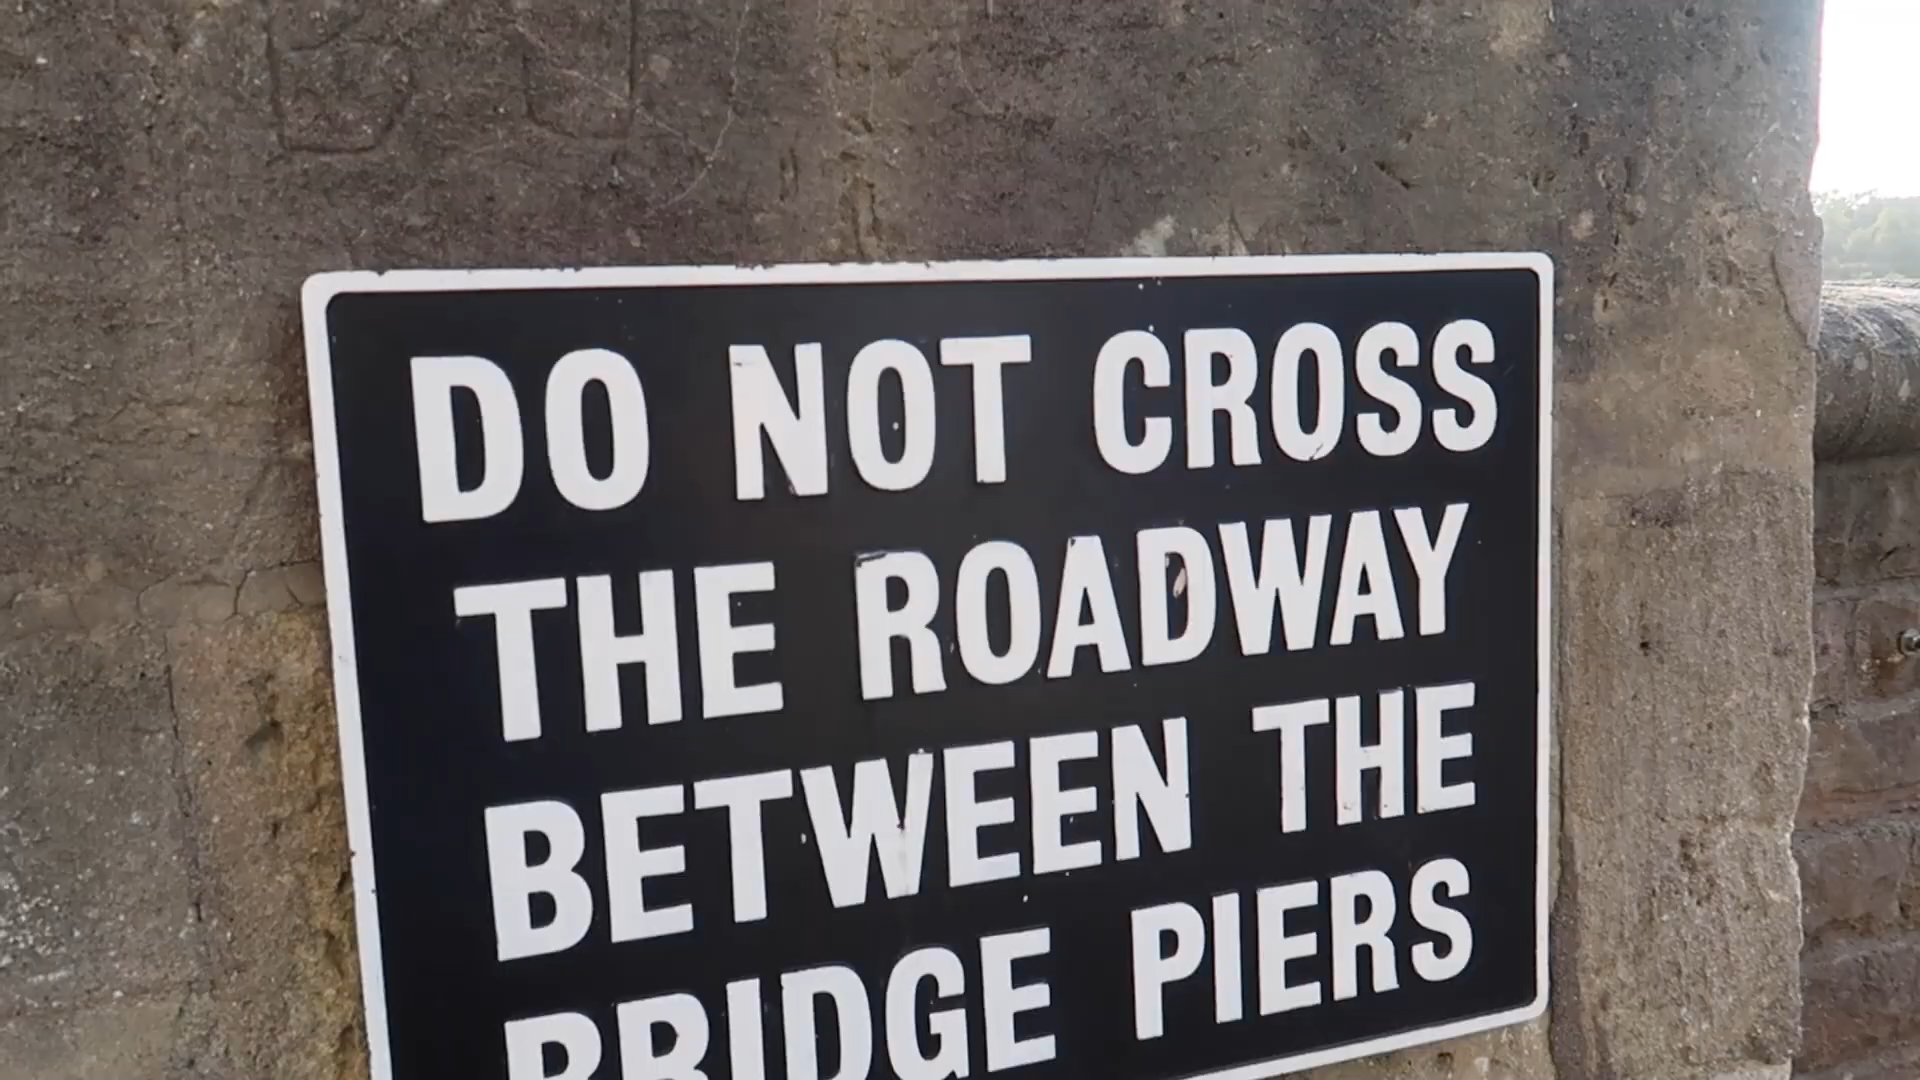 DO NOT CROSS
THE ROADWAY
BETWEEN THE
BRIDGE PIERS